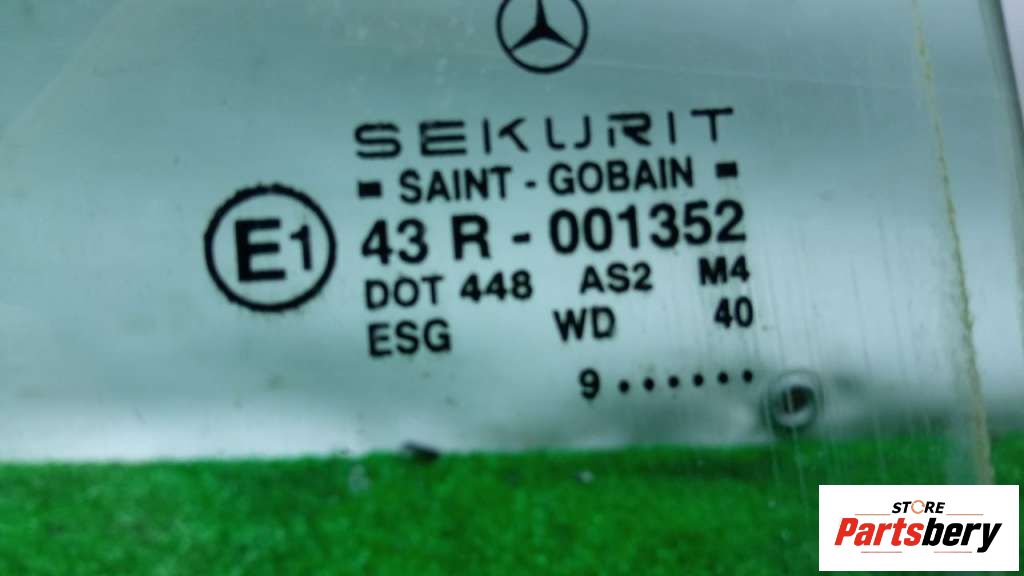 SEKURIT
SAINT - GOBAIN
E1
43 R - 001352
DOT 448 AS2 M4
ESG WD 40
9 ••••••
STORE
Partsbery